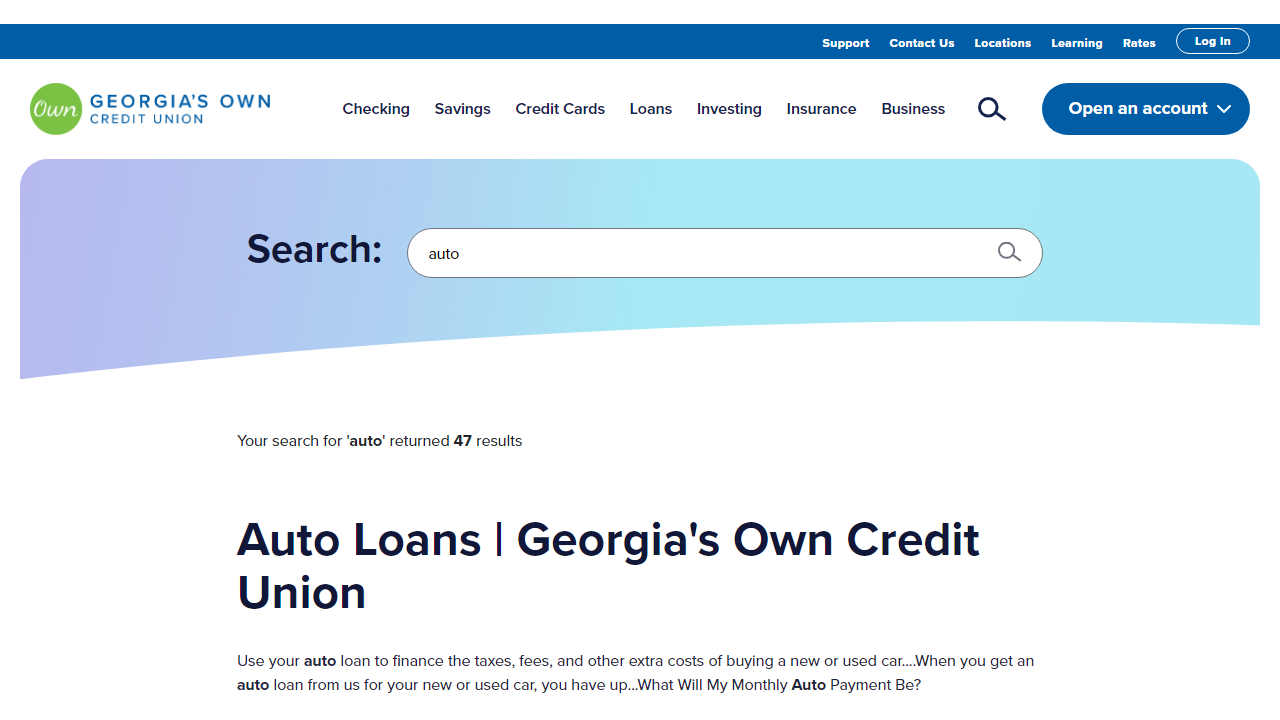 Support Contact Us Locations Learning Rates Log In
Own GEORGIA'S OWN
CREDIT UNION
Checking Savings Credit Cards Loans Investing Insurance Business Open an account
Search: auto
Your search for 'auto' returned 47 results
Auto Loans | Georgia's Own Credit
Union
Use your auto loan to finance the taxes, fees, and other extra costs of buying a new or used car....When you get an
auto loan from us for your new or used car, you have up...What Will My Monthly Auto Payment Be?